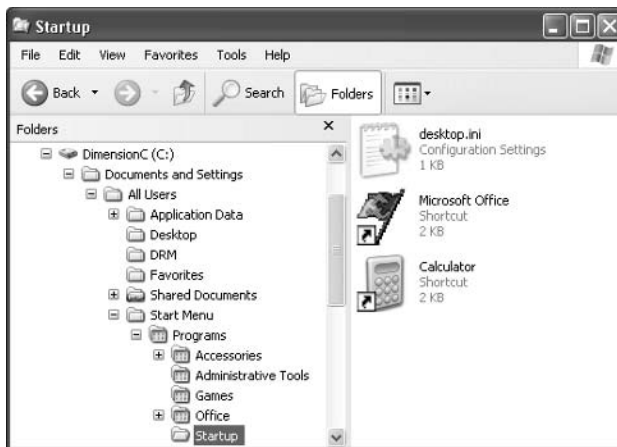 Startup
File Edit View Favorites Tools Help
Back Search Folders
Folders
DimensionC (C:)
Documents and Settings
All Users
Application Data
Desktop
DRM
Favorites
Shared Documents
Start Menu
Programs
Accessories
Administrative Tools
Games
Office
Startup
desktop.ini
Configuration Settings
1 KB
Microsoft Office
Shortcut
2 KB
Calculator
Shortcut
2 KB